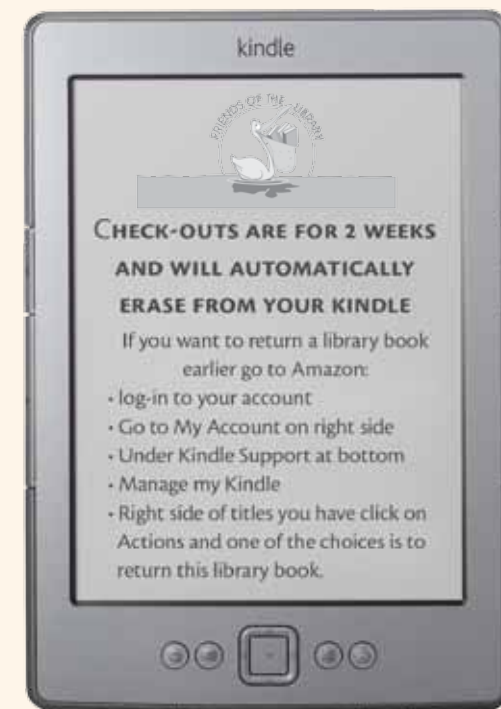 kindle
FRIENDS OF THE LIBRARY
CHECK-OUTS ARE FOR 2 WEEKS
AND WILL AUTOMATICALLY
ERASE FROM YOUR KINDLE
If you want to return a library book
earlier go to Amazon:
• log-in to your account
• Go to My Account on right side
• Under Kindle Support at bottom
• Manage my Kindle
• Right side of titles you have click on
Actions and one of the choices is to
return this library book.